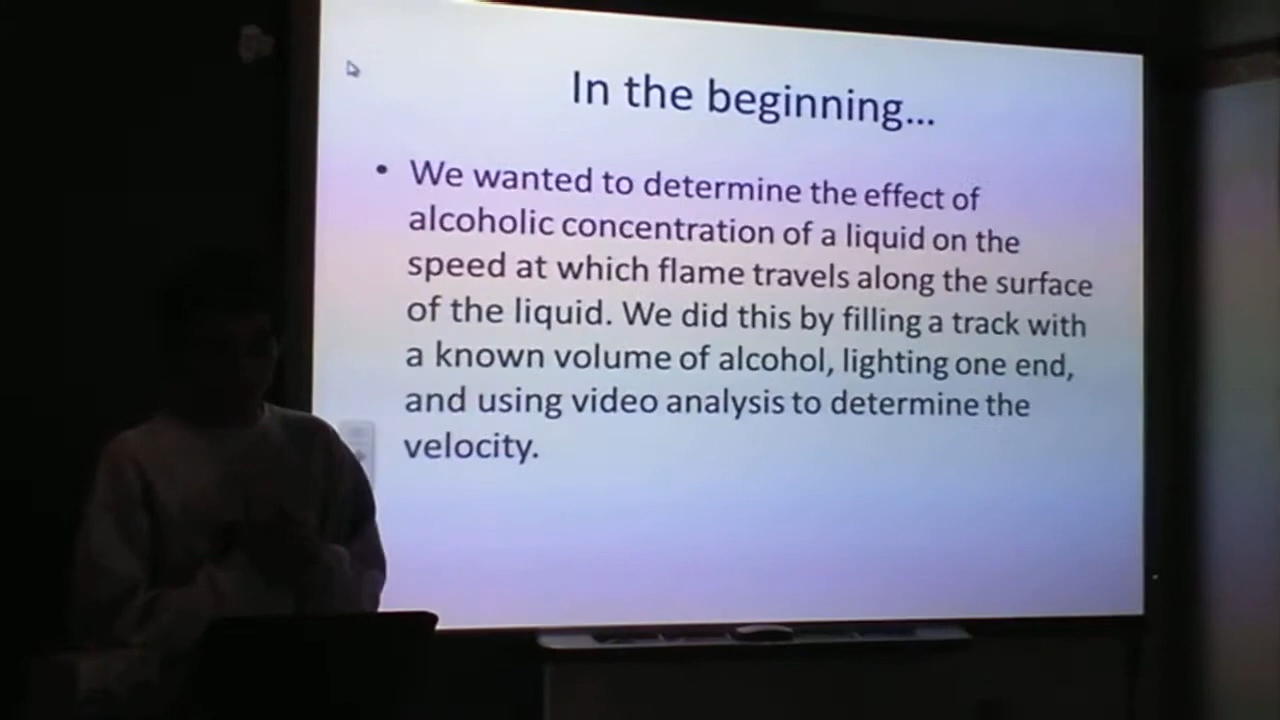 In the beginning...
• We wanted to determine the effect of
alcoholic concentration of a liquid on the
speed at which flame travels along the surface
of the liquid. We did this by filling a track with
a known volume of alcohol, lighting one end,
and using video analysis to determine the
velocity.